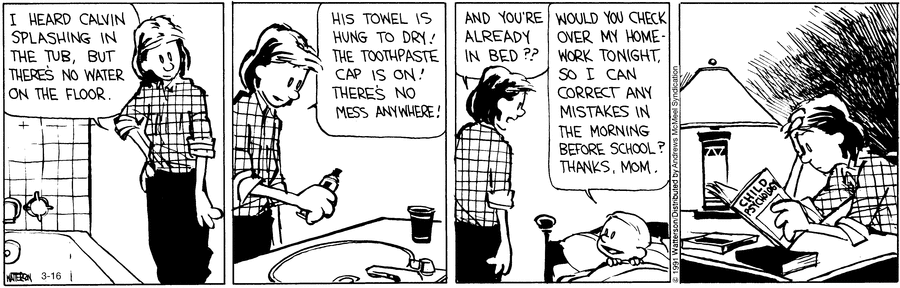 I HEARD CALVIN
SPLASHING IN
THE TUB, BUT
THERE'S NO WATER
ON THE FLOOR.
WATTERSON 3-16
HIS TOWEL IS
HUNG TO DRY!
THE TOOTHPASTE
CAP IS ON!
THERE'S NO
MESS ANYWHERE!
AND YOU'RE
ALREADY
IN BED??
WOULD YOU CHECK
OVER MY HOME-
WORK TONIGHT,
SO I CAN
CORRECT ANY
MISTAKES IN
THE MORNING
BEFORE SCHOOL?
THANKS, MOM.
© 1991 Watterson/Distributed by Andrews McMeel Syndication
CHILD
PSYCHOLOGY